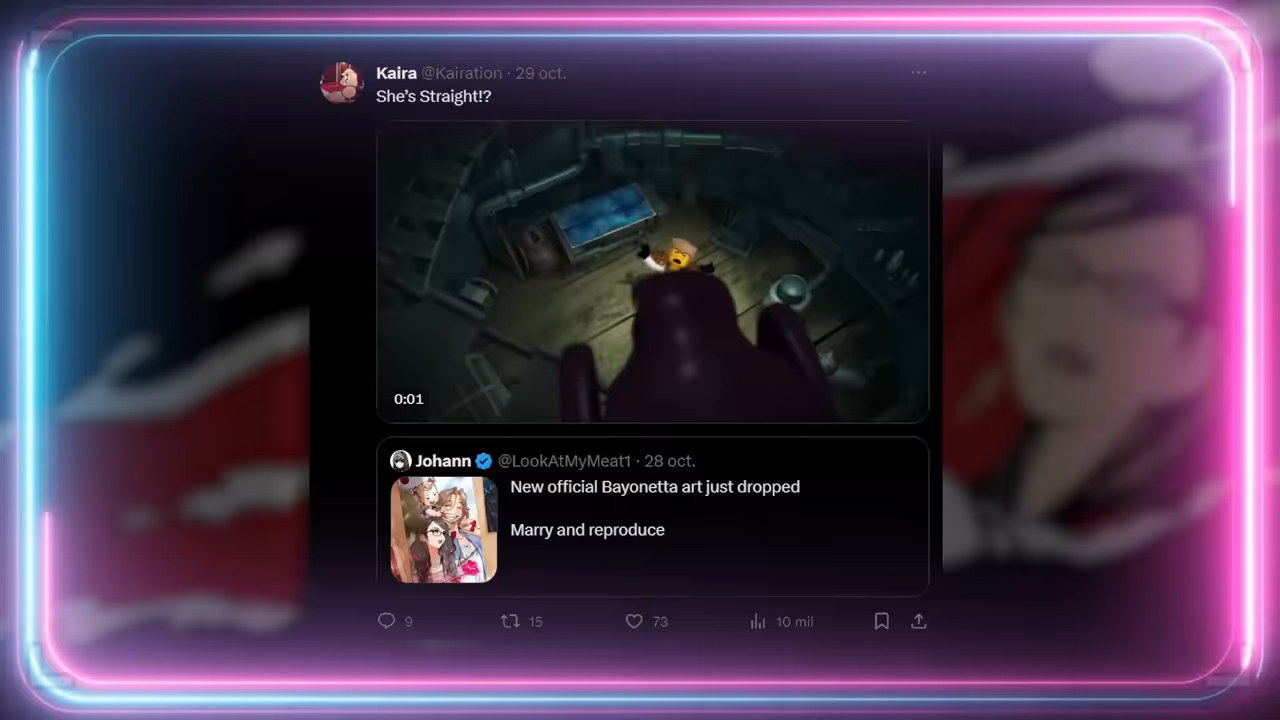 Kaira @Kairation · 29 oct.
She's Straight!?
0:01
Johann @LookAtMyMeat1 · 28 oct.
New official Bayonetta art just dropped
Marry and reproduce
9 15 73 10 mil